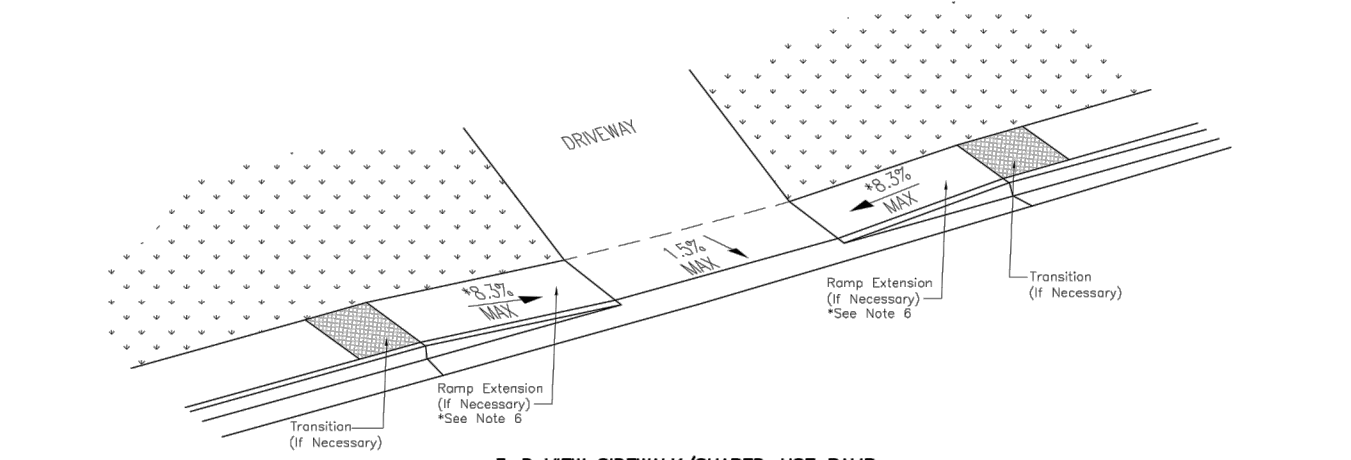 DRIVEWAY
*8.3%
MAX
1.5%
MAX
*8.3%
MAX
Ramp Extension
(If Necessary)
*See Note 6
Transition
(If Necessary)
Ramp Extension
(If Necessary)
*See Note 6
Transition
(If Necessary)